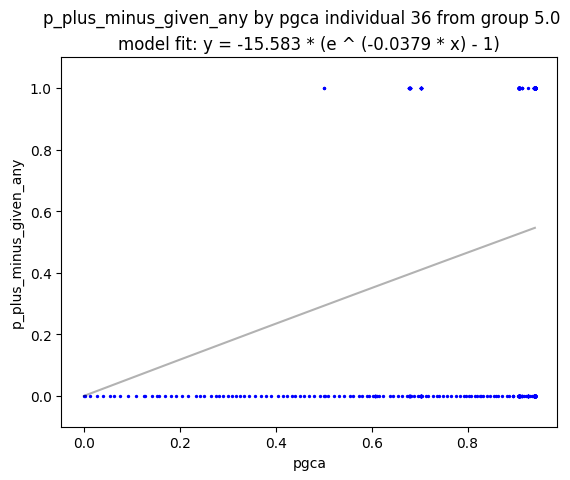 p_plus_minus_given_any by pgca individual 36 from group 5.0
model fit: y = -15.583 * (e ^ (-0.0379 * x) - 1)
1.0
0.8
0.6
0.4
0.2
0.0
p_plus_minus_given_any
0.0 0.2 0.4 0.6 0.8
pgca